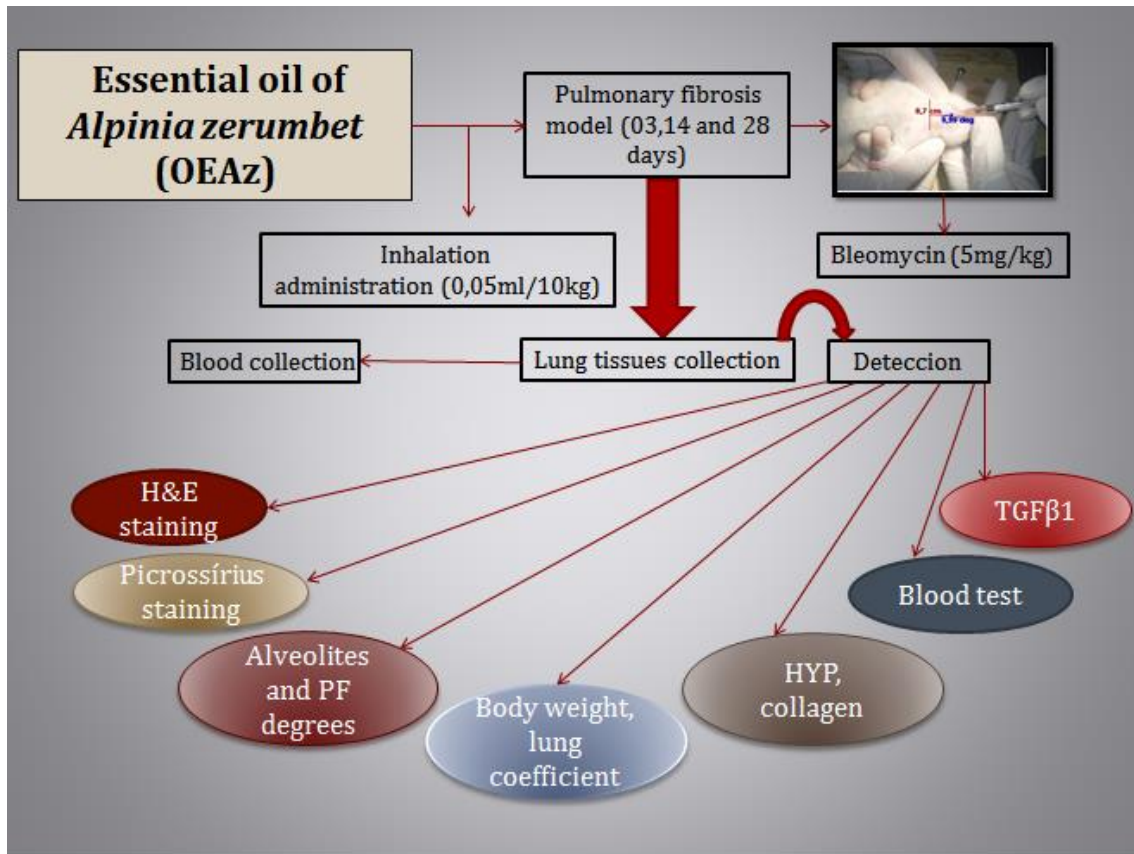 Essential oil of
Alpinia zerumbet
(OEAz)
Pulmonary fibrosis
model (03,14 and 28
days)
Inhalation
administration (0,05ml/10kg)
Bleomycin (5mg/kg)
Blood collection
Lung tissues collection
Deteccion
H&E
staining
Picrossírius
staining
Alveolites
and PF
degrees
Body weight,
lung
coefficient
HYP,
collagen
Blood test
TGFβ1